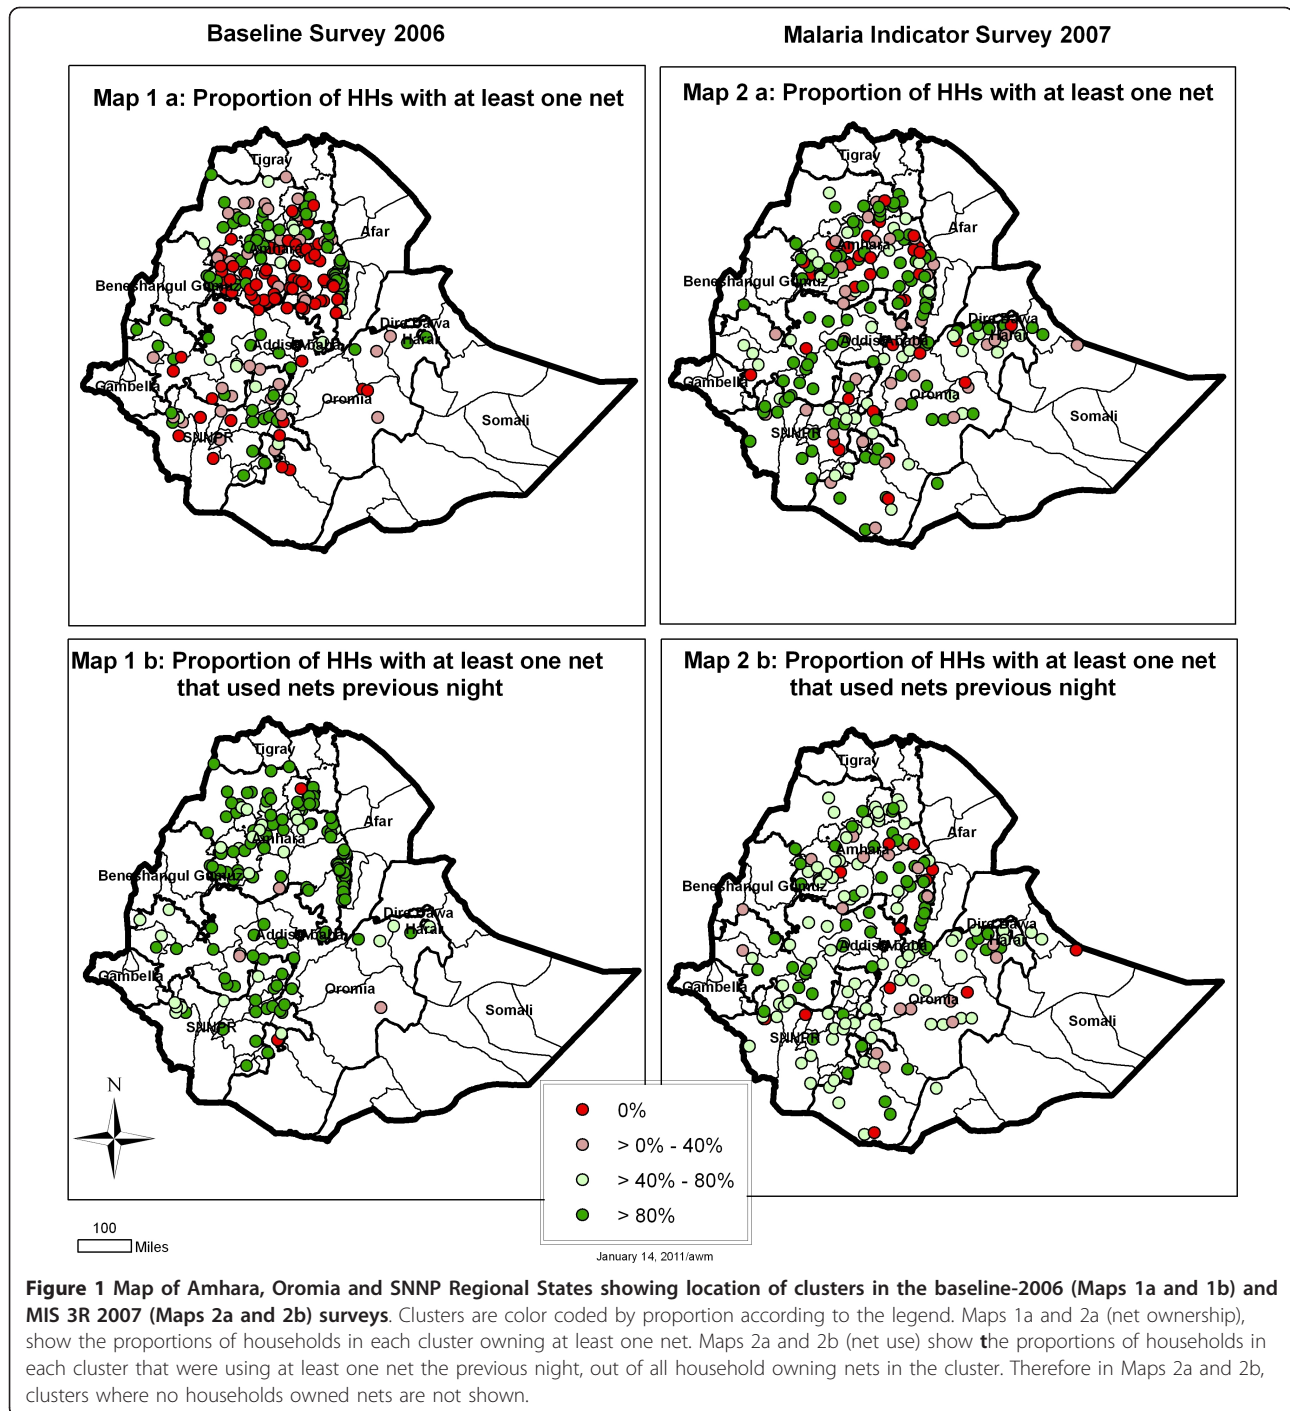 Baseline Survey 2006
Malaria Indicator Survey 2007
Map 1 a: Proportion of HHs with at least one net
Tigray
Afar
Amhara
Beneshangul Gumuz
Dire Dawa
Harar
Addis Ababa
Gambella
Oromia
SNNPR
Somali
Map 2 a: Proportion of HHs with at least one net
Tigray
Afar
Amhara
Beneshangul Gumuz
Dire Dawa
Harar
Addis Ababa
Gambella
Oromia
SNNPR
Somali
Map 1 b: Proportion of HHs with at least one net
that used nets previous night
Tigray
Afar
Amhara
Beneshangul Gumuz
Dire Dawa
Harar
Addis Ababa
Gambella
Oromia
SNNPR
Somali
N
Map 2 b: Proportion of HHs with at least one net
that used nets previous night
Tigray
Afar
Amhara
Beneshangul Gumuz
Dire Dawa
Harar
Addis Ababa
Gambella
Oromia
SNNPR
Somali
0%
> 0% - 40%
> 40% - 80%
> 80%
100
Miles
January 14, 2011/awm
Figure 1 Map of Amhara, Oromia and SNNP Regional States showing location of clusters in the baseline-2006 (Maps 1a and 1b) and
MIS 3R 2007 (Maps 2a and 2b) surveys. Clusters are color coded by proportion according to the legend. Maps 1a and 2a (net ownership),
show the proportions of households in each cluster owning at least one net. Maps 2a and 2b (net use) show the proportions of households in
each cluster that were using at least one net the previous night, out of all household owning nets in the cluster. Therefore in Maps 2a and 2b,
clusters where no households owned nets are not shown.